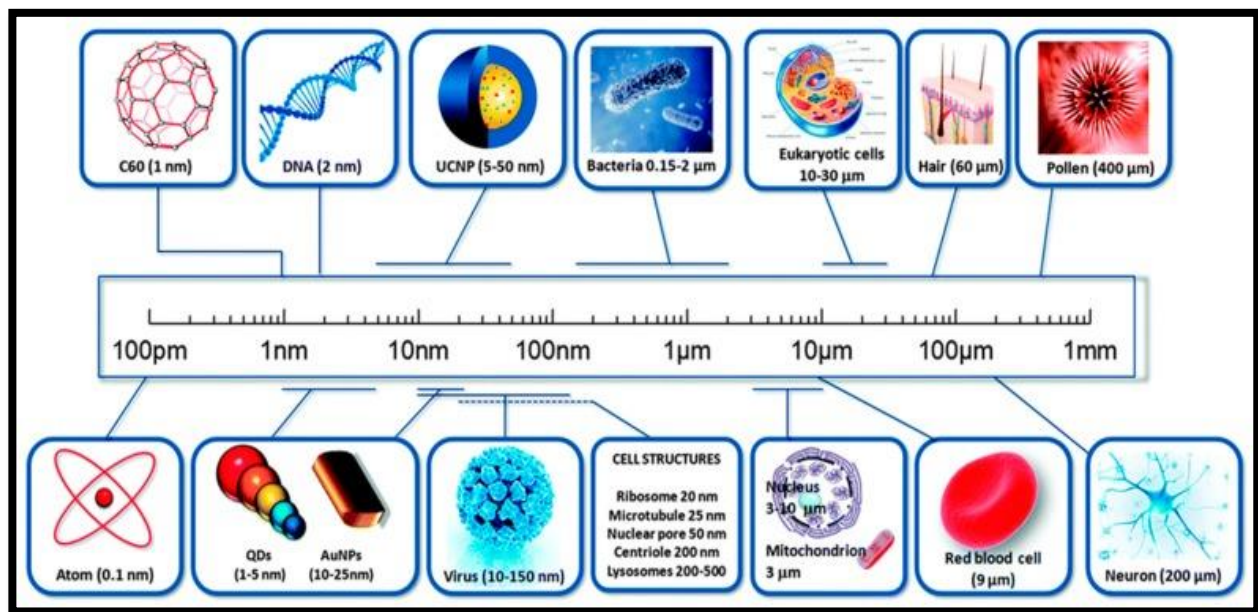 C60 (1 nm)
DNA (2 nm)
UCNP (5-50 nm)
Bacteria 0.15-2 µm
Eukaryotic cells
10-30 µm
Hair (60 µm)
Pollen (400 µm)
100pm 1nm 10nm 100nm 1µm 10µm 100µm 1mm
Atom (0.1 nm)
QDs
(1-5 nm)
AuNPs
(10-25nm)
Virus (10-150 nm)
CELL STRUCTURES
Ribosome 20 nm
Microtubule 25 nm
Nuclear pore 50 nm
Centriole 200 nm
Lysosomes 200-500
Nucleus
3-10 µm
Mitochondrion
3 µm
Red blood cell
(9 µm)
Neuron (200 µm)